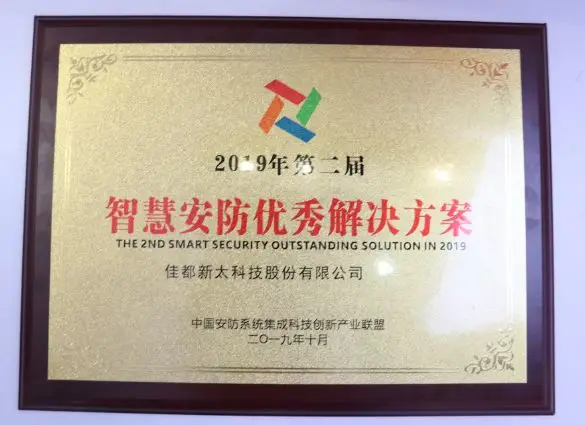 2019年第二届
智慧安防优秀解决方案
THE 2ND SMART SECURITY OUTSTANDING SOLUTION IN 2019
佳都新太科技股份有限公司
中国安防系统集成科技创新产业联盟
二〇一九年十月